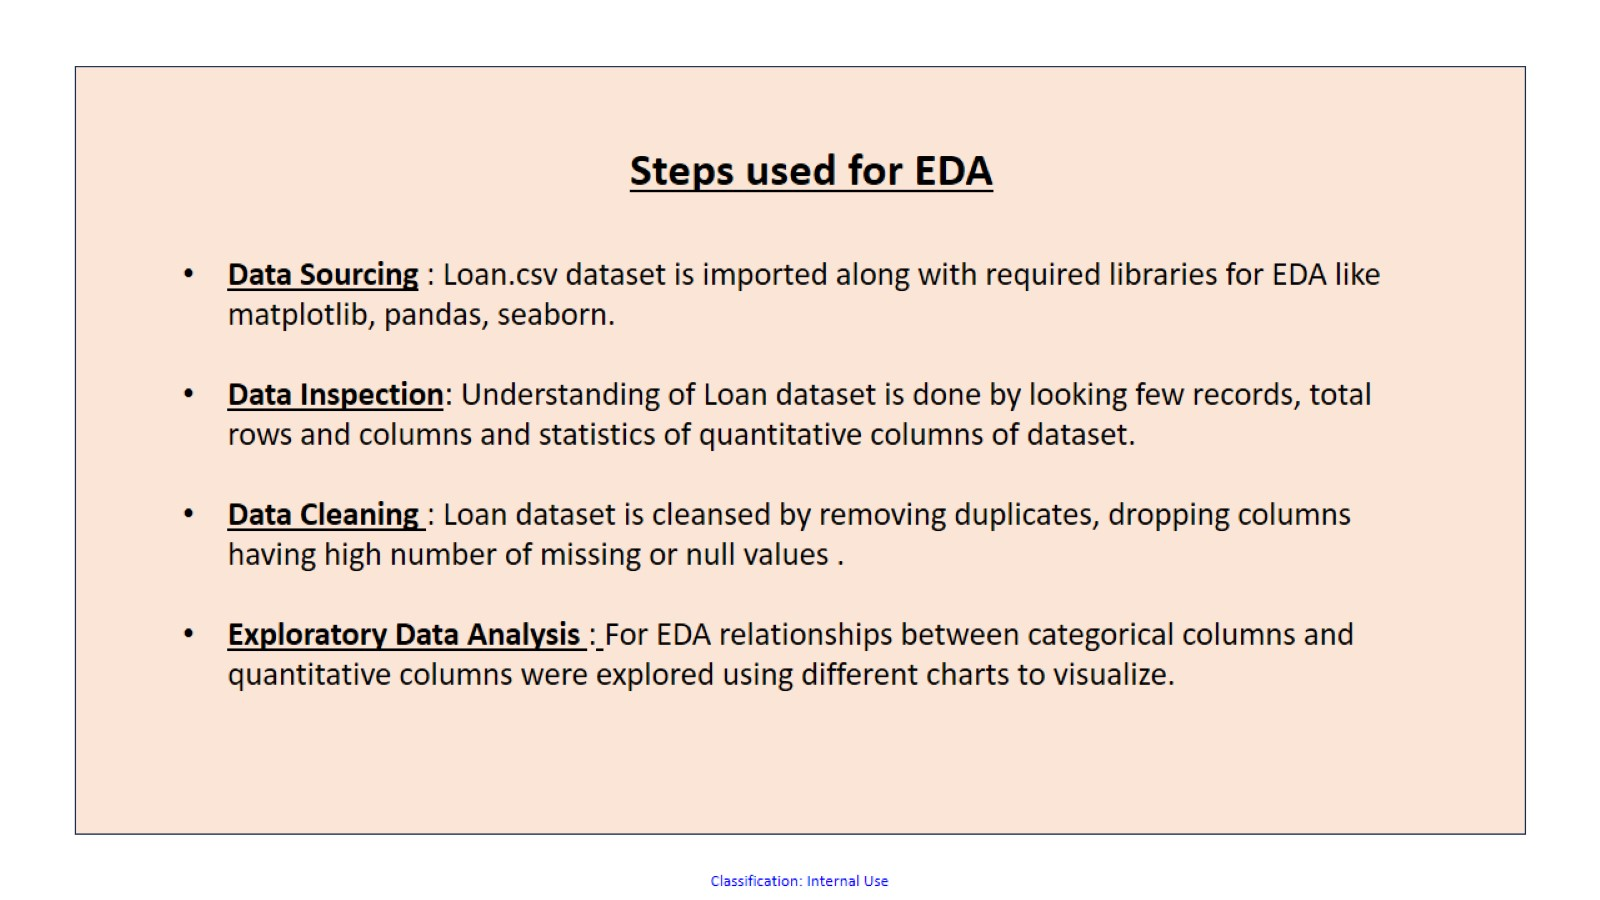 Steps used for EDA
• Data Sourcing : Loan.csv dataset is imported along with required libraries for EDA like
matplotlib, pandas, seaborn.
• Data Inspection: Understanding of Loan dataset is done by looking few records, total
rows and columns and statistics of quantitative columns of dataset.
• Data Cleaning : Loan dataset is cleansed by removing duplicates, dropping columns
having high number of missing or null values .
• Exploratory Data Analysis : For EDA relationships between categorical columns and
quantitative columns were explored using different charts to visualize.
Classification: Internal Use